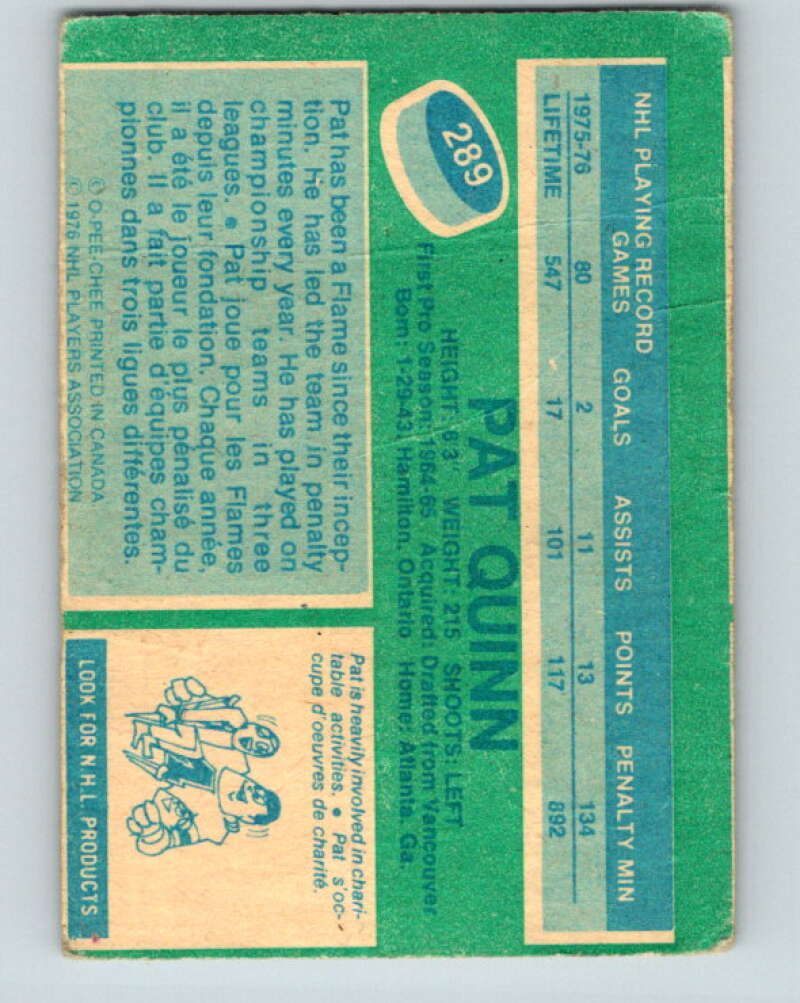 NHL PLAYING RECORD
GAMES GOALS ASSISTS POINTS PENALTY MIN
1975-76 80 2 11 13 134
LIFETIME 547 17 101 117 892
289
PAT QUINN
HEIGHT: 6'3" WEIGHT: 215 SHOOTS: LEFT
First Pro Season: 1964-65 Acquired: Drafted from Vancouver
Born: 1-29-43, Hamilton, Ontario Home: Atlanta, Ga.
Pat has been a Flame since their incep-
tion. He has led the team in penalty
minutes every year. He has played on
championship teams in three
leagues. • Pat joue pour les Flames
depuis leur fondation. Chaque année,
il a été le joueur le plus pénalisé du
club. Il a fait partie d'équipes cham-
pionnes dans trois ligues différentes.
© O-PEE-CHEE PRINTED IN CANADA
© 1976 NHL PLAYERS ASSOCIATION
Pat is heavily involved in chari-
table activities. • Pat s'oc-
cupe d'oeuvres de charité.
LOOK FOR N.H.L. PRODUCTS